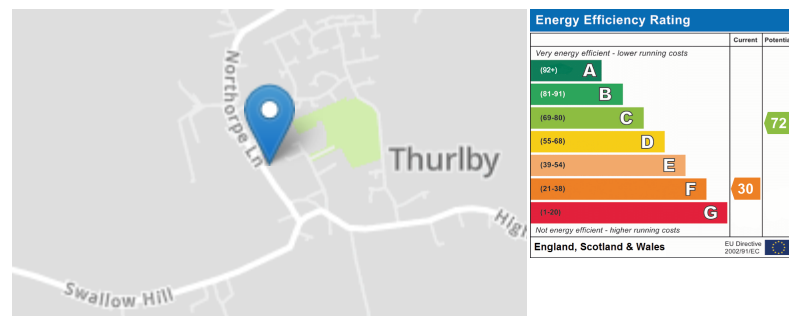 Northorpe Ln
Thurlby
Swallow Hill
Energy Efficiency Rating
Current
Very energy efficient - lower running costs
(92+) A
(81-91) B
(69-80) C
72
(55-68) D
(39-54) E
(21-38) F
30
(1-20) G
Not energy efficient - higher running costs
England, Scotland & Wales
EU Directive
2002/91/EC